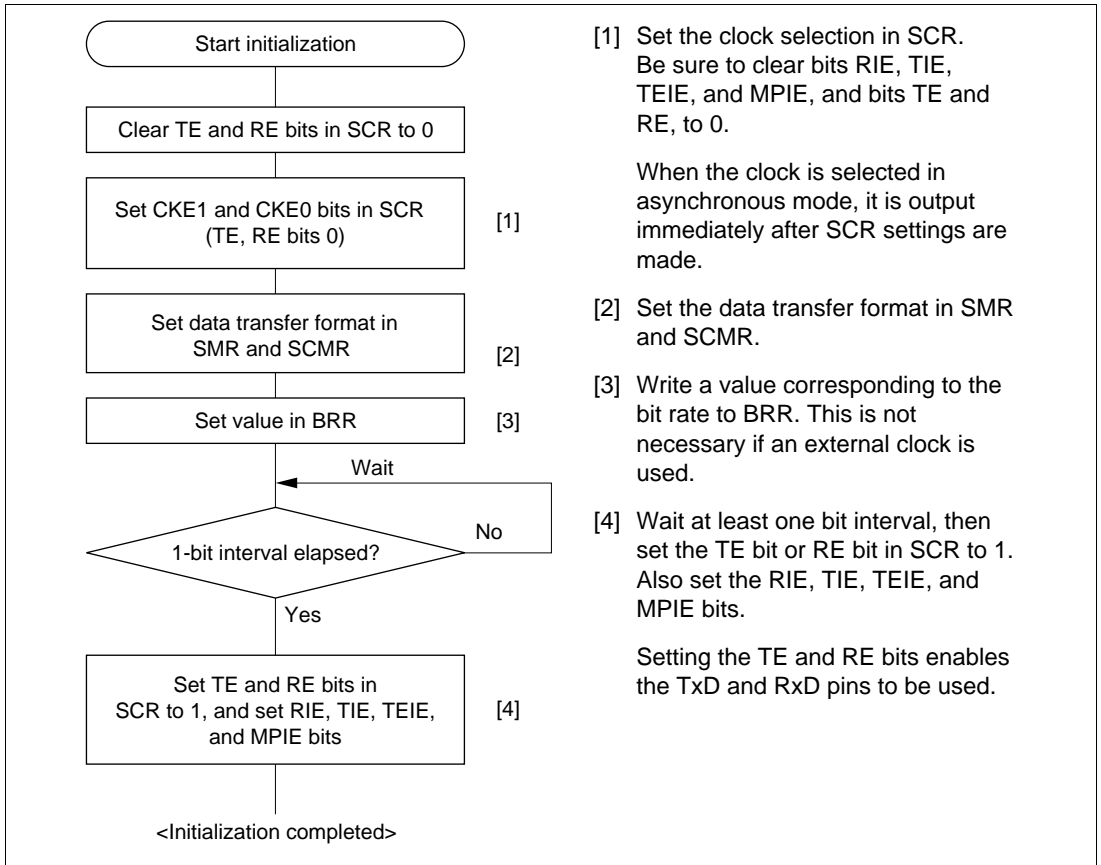 Start initialization
Clear TE and RE bits in SCR to 0
Set CKE1 and CKE0 bits in SCR
(TE, RE bits 0)
[1]
Set data transfer format in
SMR and SCMR
[2]
Set value in BRR
[3]
Wait
No
1-bit interval elapsed?
Yes
Set TE and RE bits in
SCR to 1, and set RIE, TIE, TEIE,
and MPIE bits
[4]
<Initialization completed>
[1] Set the clock selection in SCR.
Be sure to clear bits RIE, TIE,
TEIE, and MPIE, and bits TE and
RE, to 0.
When the clock is selected in
asynchronous mode, it is output
immediately after SCR settings are
made.
[2] Set the data transfer format in SMR
and SCMR.
[3] Write a value corresponding to the
bit rate to BRR. This is not
necessary if an external clock is
used.
[4] Wait at least one bit interval, then
set the TE bit or RE bit in SCR to 1.
Also set the RIE, TIE, TEIE, and
MPIE bits.
Setting the TE and RE bits enables
the TxD and RxD pins to be used.